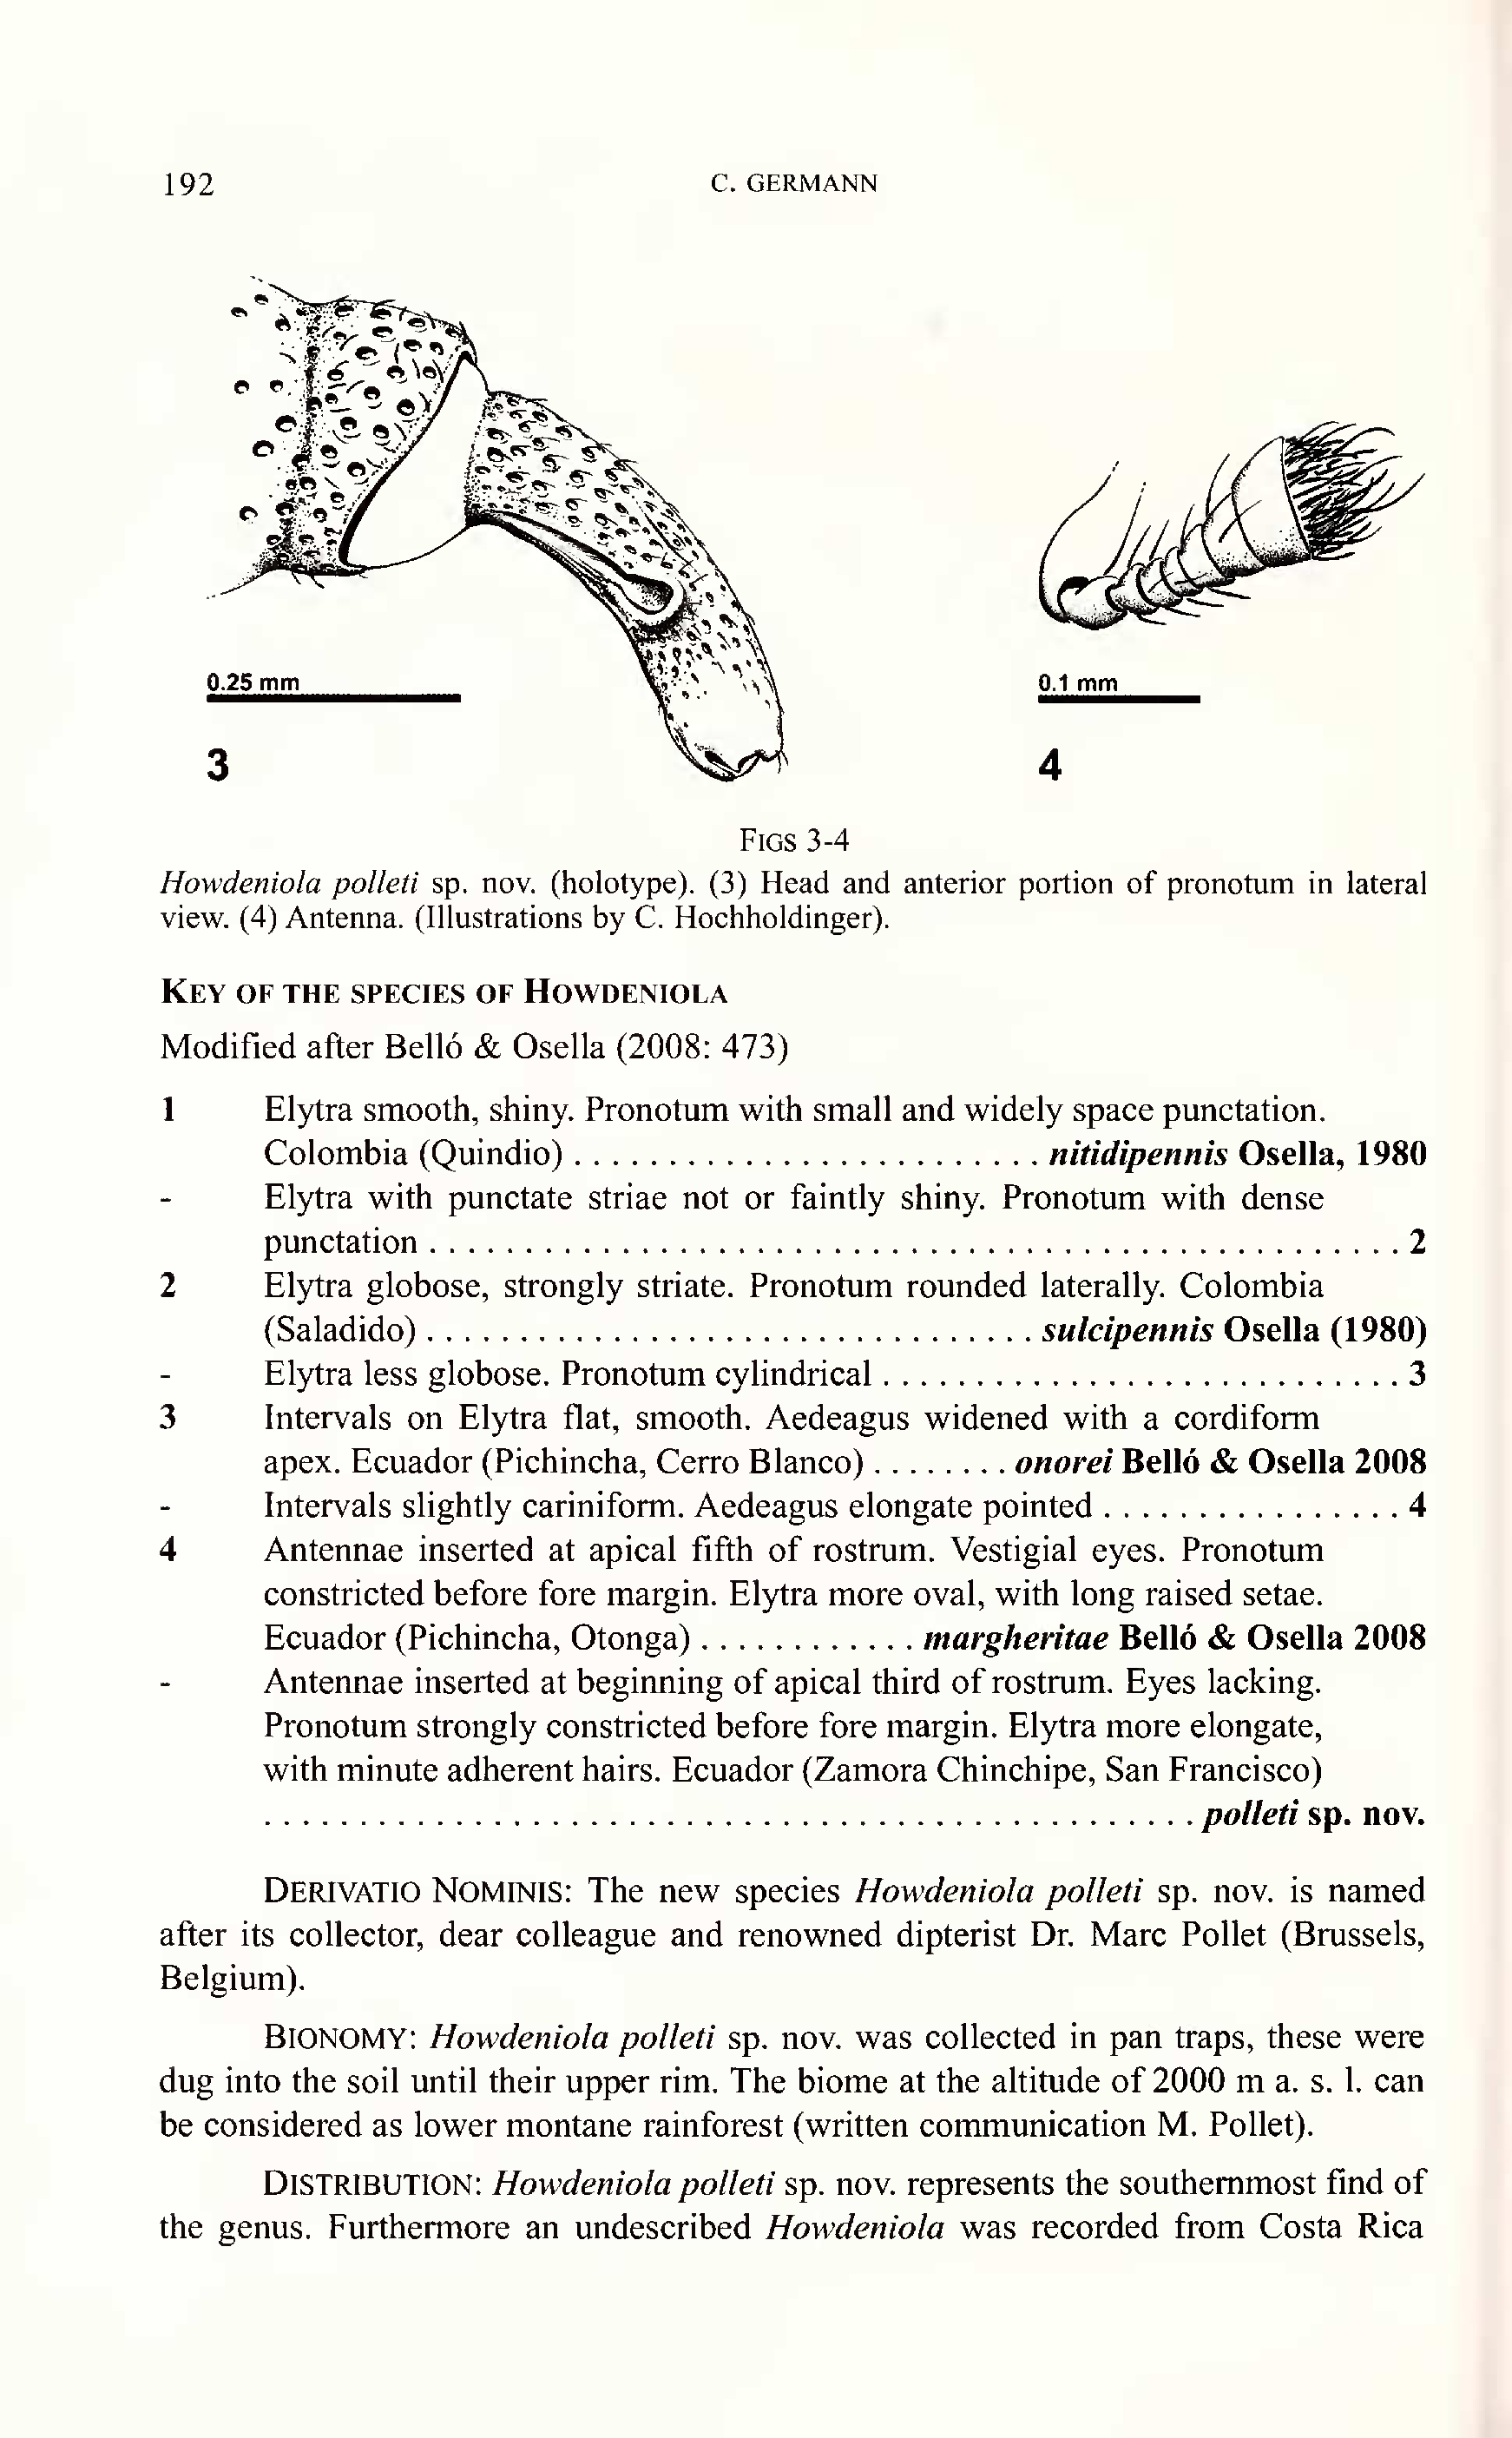 192
C. GERMANN
0.25 mm
0.1 mm
3
4
FIGS 3-4
Howdeniola polleti sp. nov. (holotype). (3) Head and anterior portion of pronotum in lateral
view. (4) Antenna. (Illustrations by C. Hochholdinger).
KEY OF THE SPECIES OF HOWDENIOLA
Modified after Belló & Osella (2008: 473)
1 Elytra smooth, shiny. Pronotum with small and widely space punctation.
Colombia (Quindio) . . . . . . . . . . . . . . . . . . . . . . . . . nitidipennis Osella, 1980
- Elytra with punctate striae not or faintly shiny. Pronotum with dense
punctation . . . . . . . . . . . . . . . . . . . . . . . . . . . . . . . . . . . . . . . . . . . . . . . . . . . 2
2 Elytra globose, strongly striate. Pronotum rounded laterally. Colombia
(Saladido) . . . . . . . . . . . . . . . . . . . . . . . . . . . . . . . . sulcipennis Osella (1980)
- Elytra less globose. Pronotum cylindrical . . . . . . . . . . . . . . . . . . . . . . . . . . . . 3
3 Intervals on Elytra flat, smooth. Aedeagus widened with a cordiform
apex. Ecuador (Pichincha, Cerro Blanco) . . . . . . . . onorei Belló & Osella 2008
- Intervals slightly cariniform. Aedeagus elongate pointed . . . . . . . . . . . . . . . . 4
4 Antennae inserted at apical fifth of rostrum. Vestigial eyes. Pronotum
constricted before fore margin. Elytra more oval, with long raised setae.
Ecuador (Pichincha, Otonga) . . . . . . . . . . . . margheritae Belló & Osella 2008
- Antennae inserted at beginning of apical third of rostrum. Eyes lacking.
Pronotum strongly constricted before fore margin. Elytra more elongate,
with minute adherent hairs. Ecuador (Zamora Chinchipe, San Francisco)
. . . . . . . . . . . . . . . . . . . . . . . . . . . . . . . . . . . . . . . . . . . . . . . . . polleti sp. nov.
DERIVATIO NOMINIS: The new species Howdeniola polleti sp. nov. is named
after its collector, dear colleague and renowned dipterist Dr. Marc Pollet (Brussels,
Belgium).
BIONOMY: Howdeniola polleti sp. nov. was collected in pan traps, these were
dug into the soil until their upper rim. The biome at the altitude of 2000 m a. s. l. can
be considered as lower montane rainforest (written communication M. Pollet).
DISTRIBUTION: Howdeniola polleti sp. nov. represents the southernmost find of
the genus. Furthermore an undescribed Howdeniola was recorded from Costa Rica